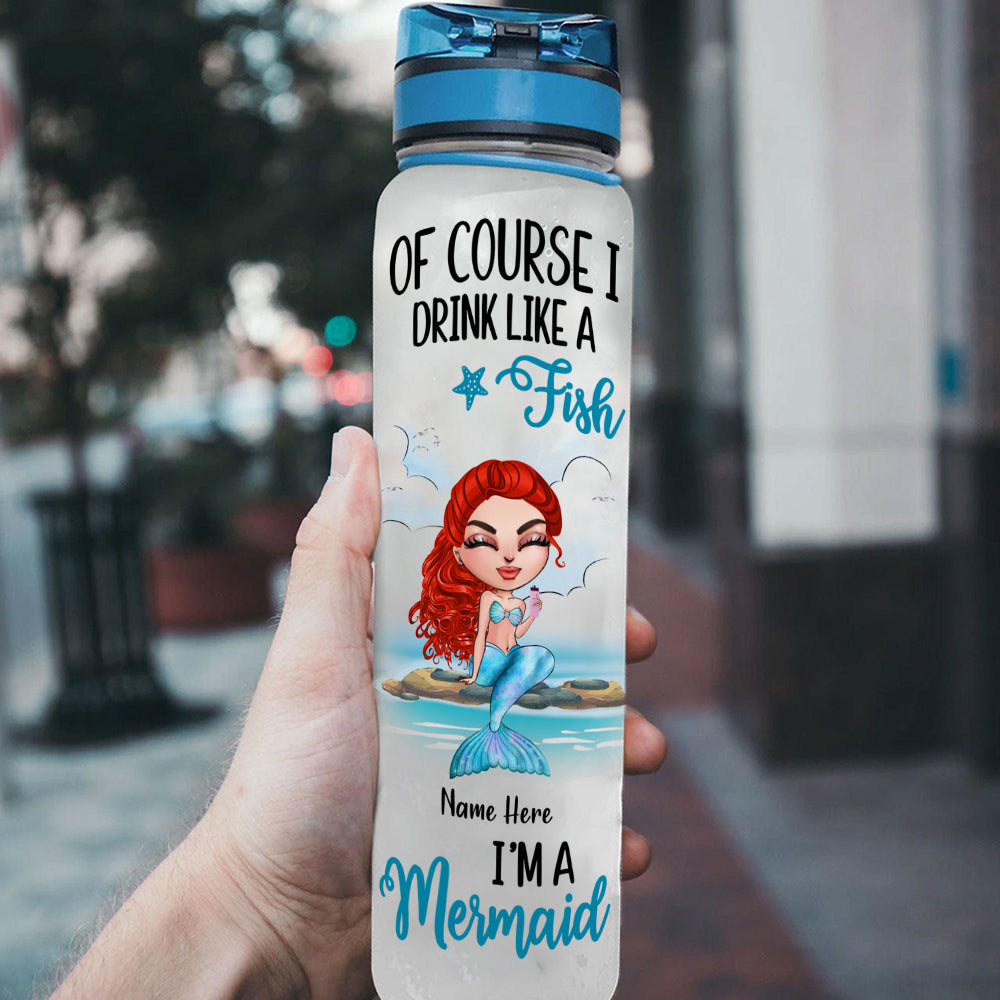 OF COURSE I
DRINK LIKE A
Fish
Name Here
I'M A
Mermaid